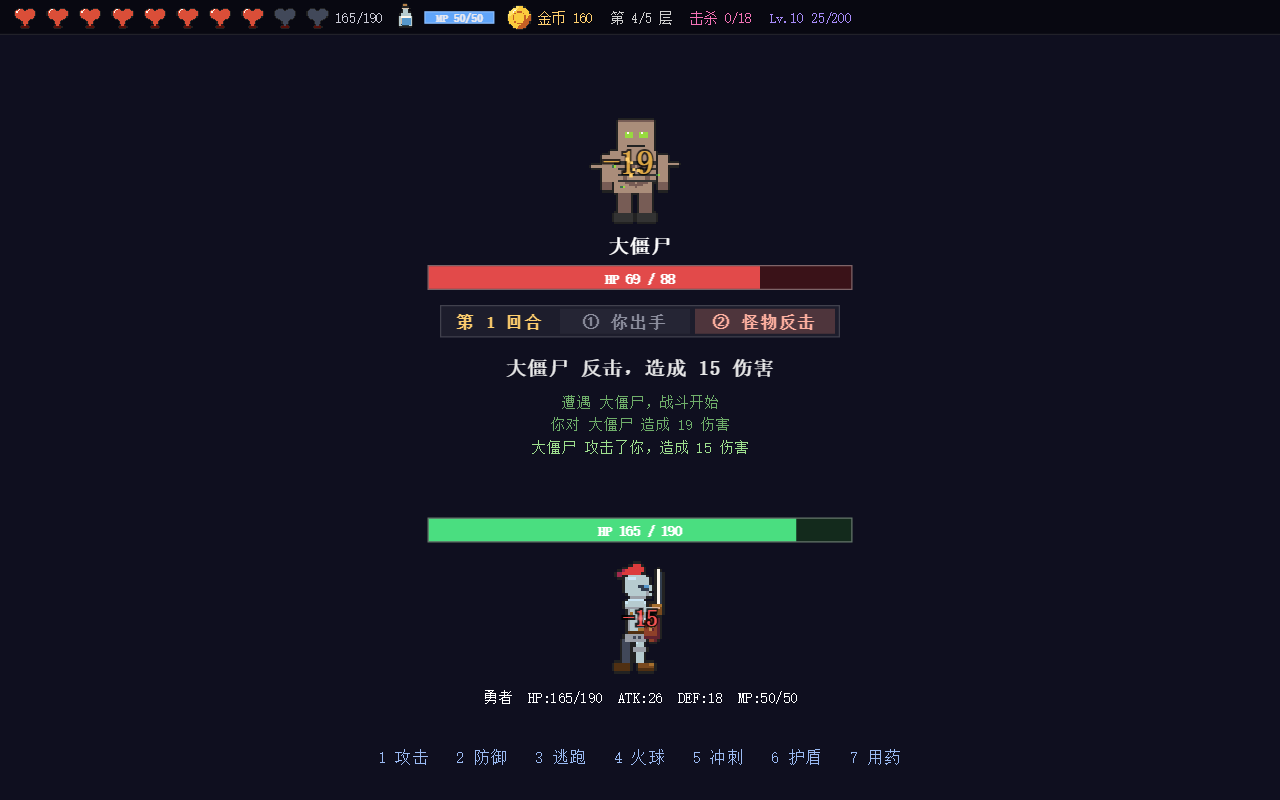 165/190 MP 50/50 金币 160 第 4/5 层 击杀 0/18 Lv.10 25/200
-19
大僵尸
HP 69 / 88
第 1 回合 ① 你出手 ② 怪物反击
大僵尸 反击，造成 15 伤害
遭遇 大僵尸，战斗开始
你对 大僵尸 造成 19 伤害
大僵尸 攻击了你，造成 15 伤害
HP 165 / 190
-15
勇者 HP:165/190 ATK:26 DEF:18 MP:50/50
1 攻击 2 防御 3 逃跑 4 火球 5 冲刺 6 护盾 7 用药